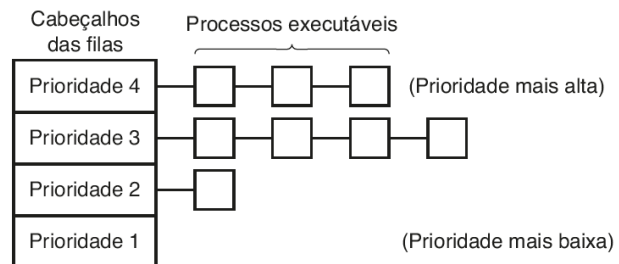 Cabeçalhos
das filas
Processos executáveis
Prioridade 4
(Prioridade mais alta)
Prioridade 3
Prioridade 2
Prioridade 1
(Prioridade mais baixa)